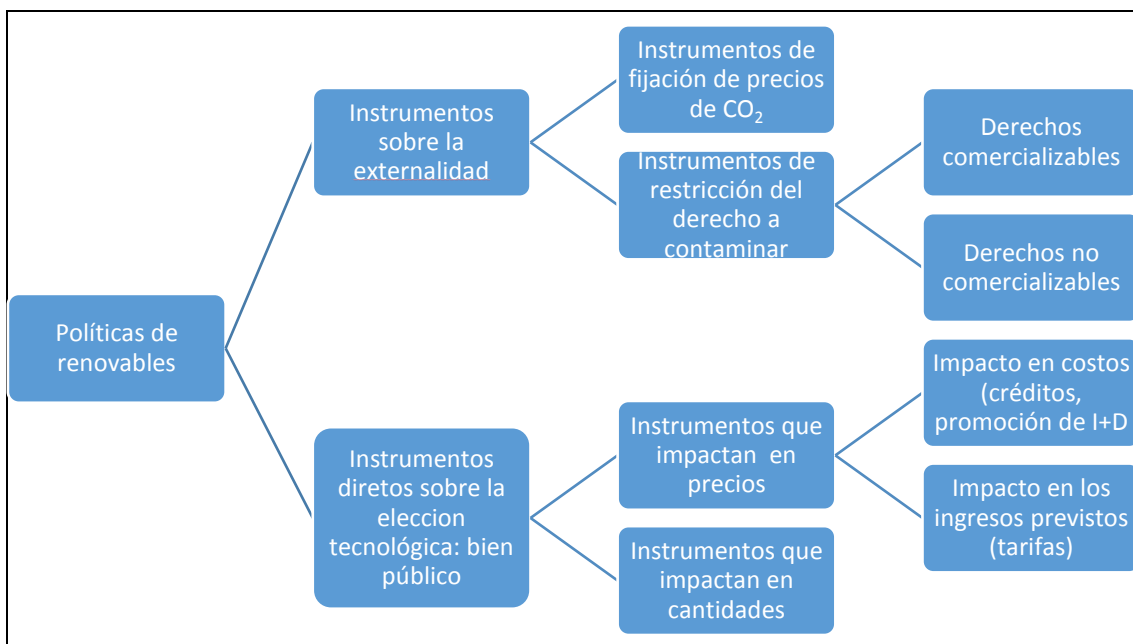 Políticas de
renovables
Instrumentos
sobre la
externalidad
Instrumentos de
fijación de precios
de CO₂
Instrumentos de
restricción del
derecho a
contaminar
Derechos
comercializables
Derechos no
comercializables
Instrumentos
diretos sobre la
eleccion
tecnológica: bien
público
Instrumentos que
impactan en
precios
Impacto en costos
(créditos,
promoción de I+D
Impacto en los
ingresos previstos
(tarifas)
Instrumentos que
impactan en
cantidades